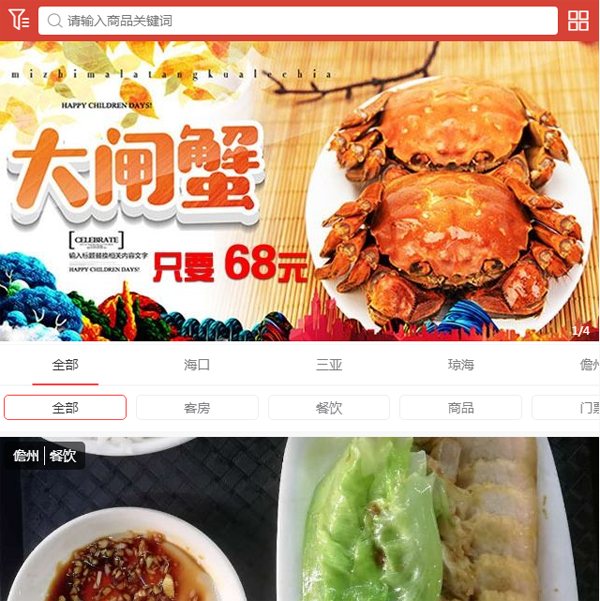 请输入商品关键词
mizhimalatangkualechia
HAPPY CHILDREN DAYS!
大闸蟹
CELEBRATE
输入标题替换相关内容文字
HAPPY CHILDREN DAYS!
只要 68元
1/4
全部 海口 三亚 琼海 儋州
全部 客房 餐饮 商品 门票
儋州 餐饮